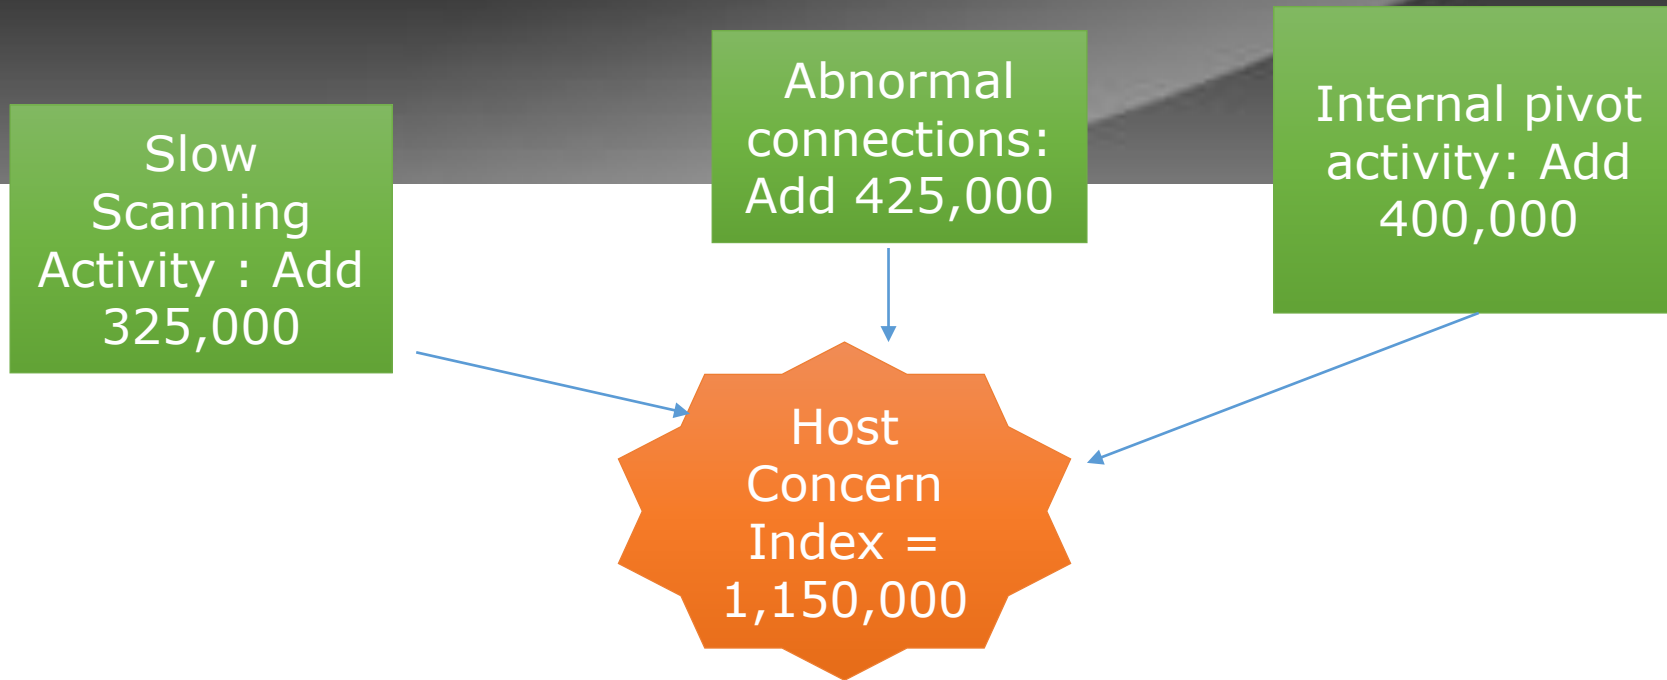 Slow
Scanning
Activity : Add
325,000
Abnormal
connections:
Add 425,000
Internal pivot
activity: Add
400,000
Host
Concern
Index =
1,150,000